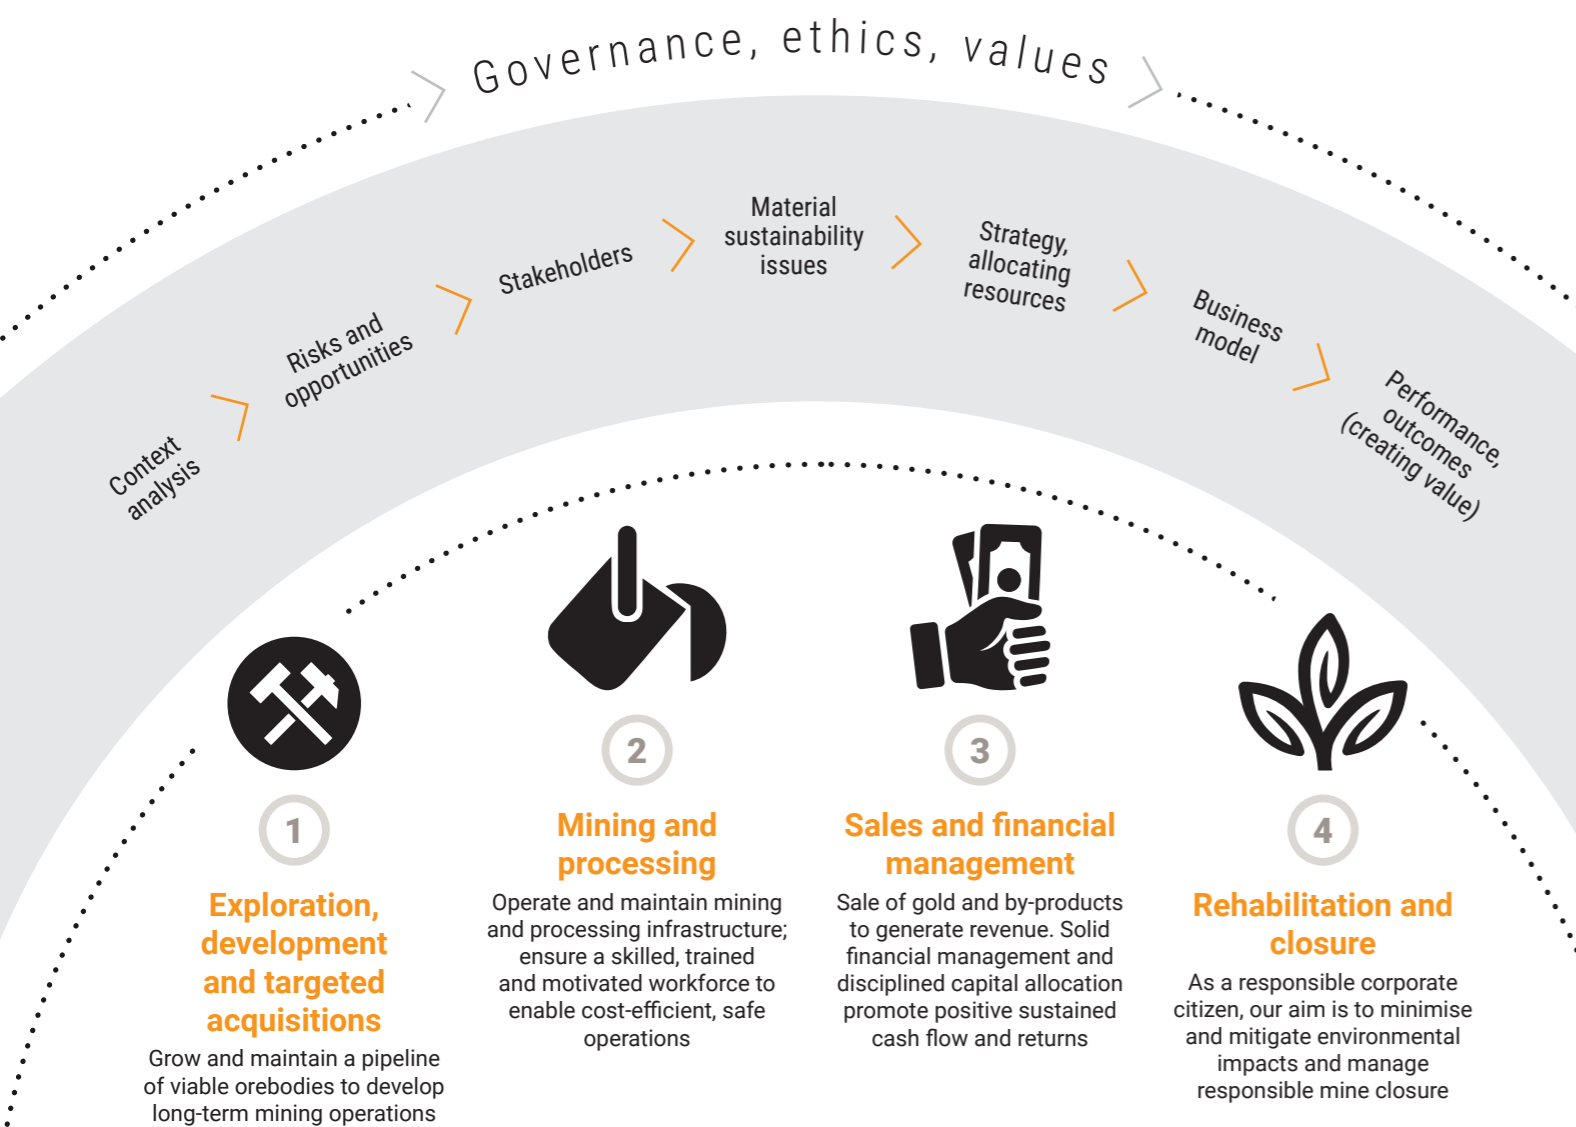 Governance, ethics, values
Context
analysis
Risks and
opportunities
Stakeholders
Material
sustainability
issues
Strategy,
allocating
resources
Business
model
Performance,
outcomes
(creating value)
1
Exploration,
development
and targeted
acquisitions
Grow and maintain a pipeline
of viable orebodies to develop
long-term mining operations
2
Mining and
processing
Operate and maintain mining
and processing infrastructure;
ensure a skilled, trained
and motivated workforce to
enable cost-efficient, safe
operations
3
Sales and financial
management
Sale of gold and by-products
to generate revenue. Solid
financial management and
disciplined capital allocation
promote positive sustained
cash flow and returns
4
Rehabilitation and
closure
As a responsible corporate
citizen, our aim is to minimise
and mitigate environmental
impacts and manage
responsible mine closure